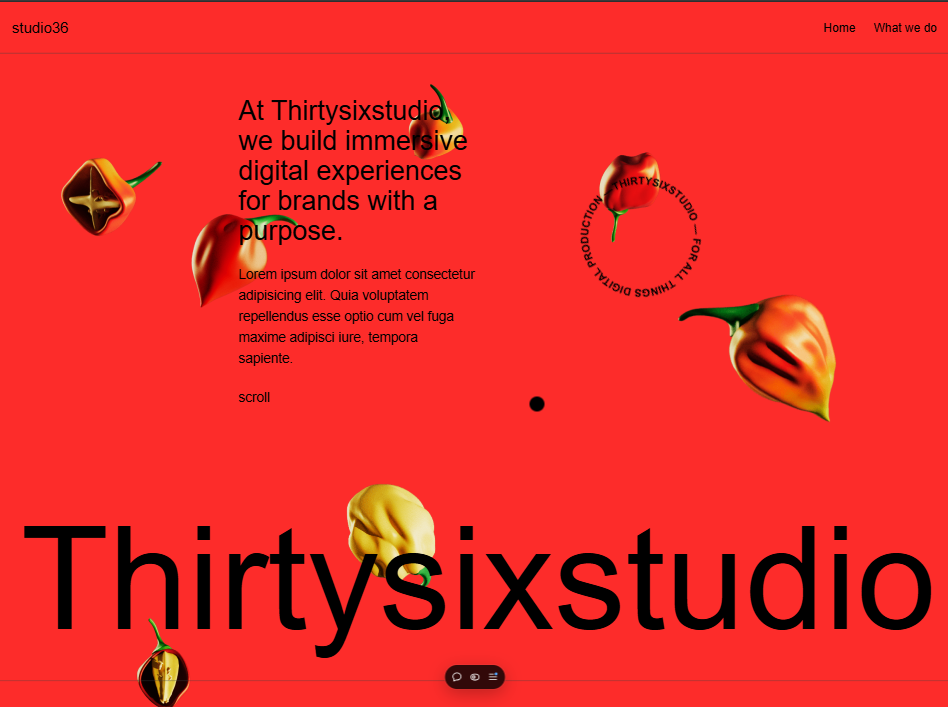 studio36
Home
What we do
At Thirtysixstudio,
we build immersive
digital experiences
for brands with a
purpose.
Lorem ipsum dolor sit amet consectetur
adipisicing elit. Quia voluptatem
repellendus esse optio cum vel fuga
maxime adipisci iure, tempora
sapiente.
scroll
THIRTYSIXSTUDIO — FOR ALL THINGS DIGITAL PRODUCTION —
Thirtysixstudio